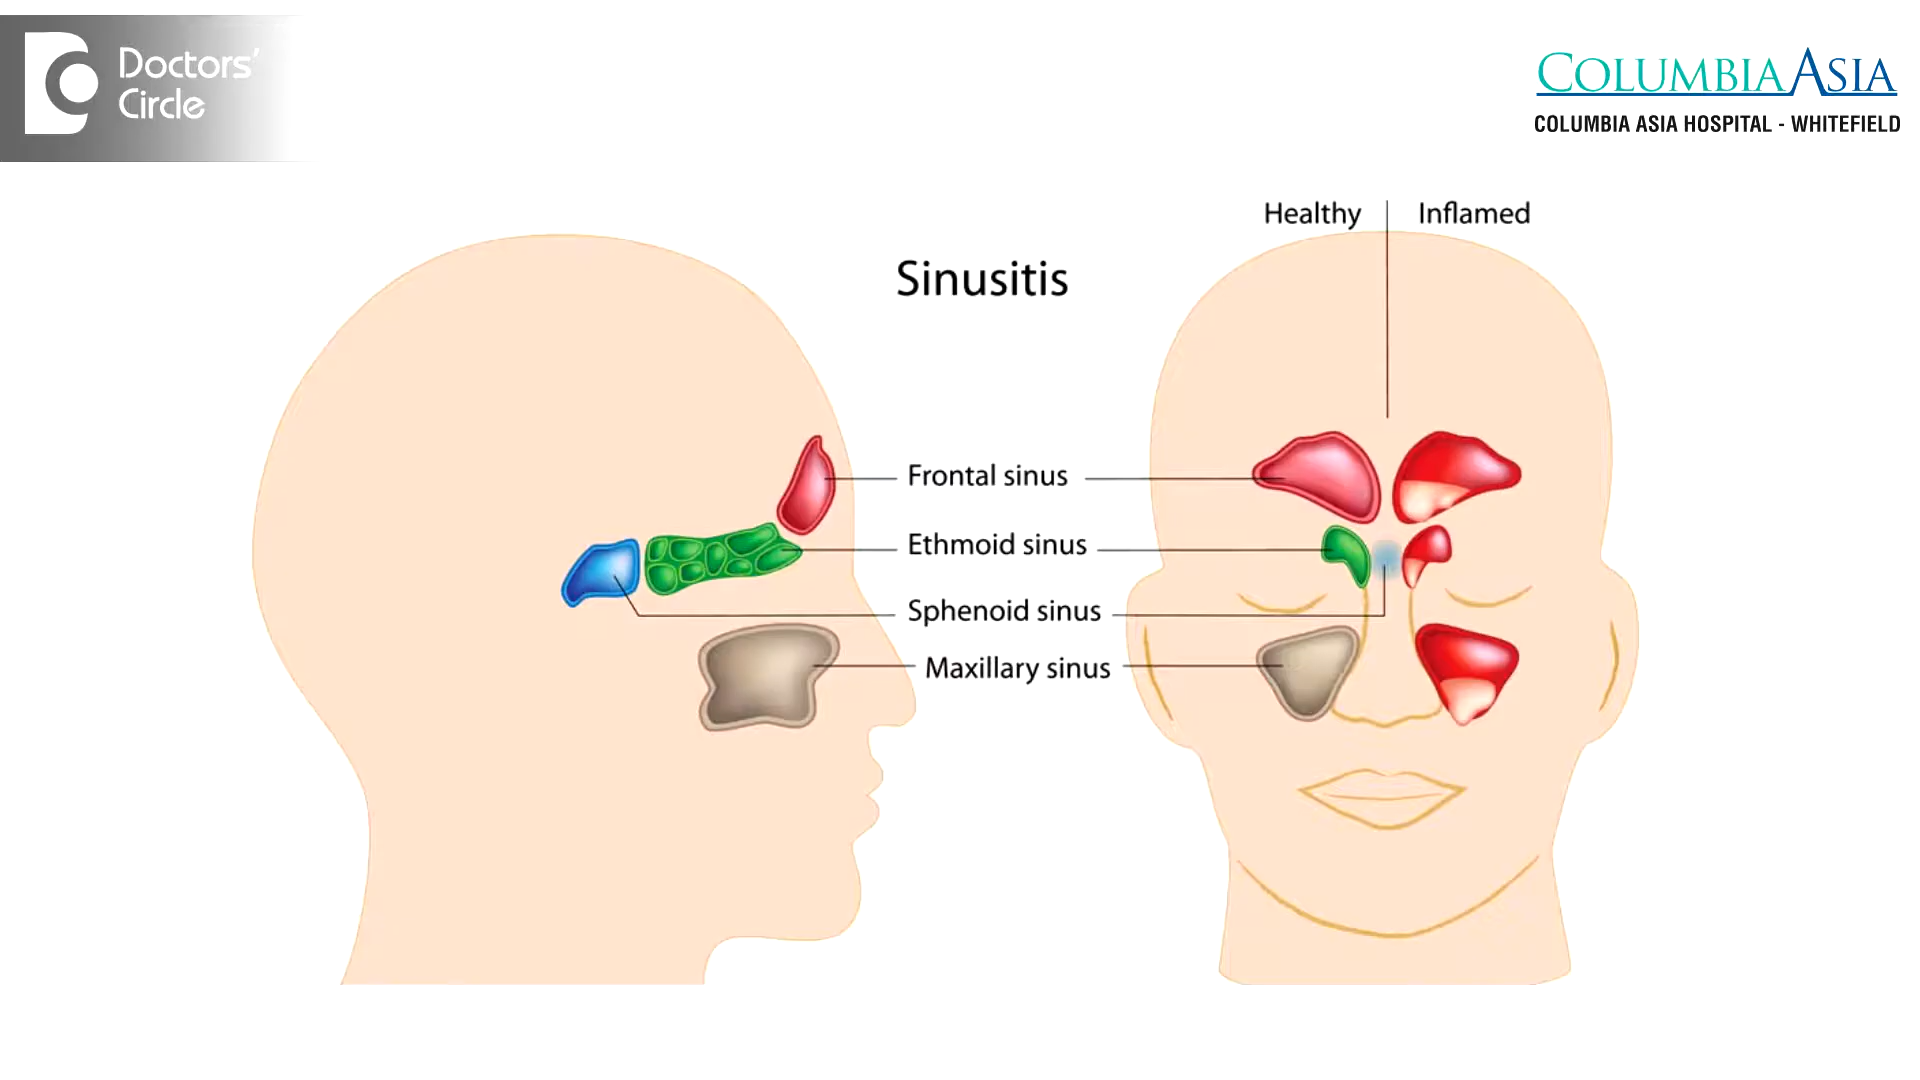 Doctors'
Circle
COLUMBIA ASIA
COLUMBIA ASIA HOSPITAL - WHITEFIELD
Healthy
Inflamed
Sinusitis
Frontal sinus
Ethmoid sinus
Sphenoid sinus
Maxillary sinus